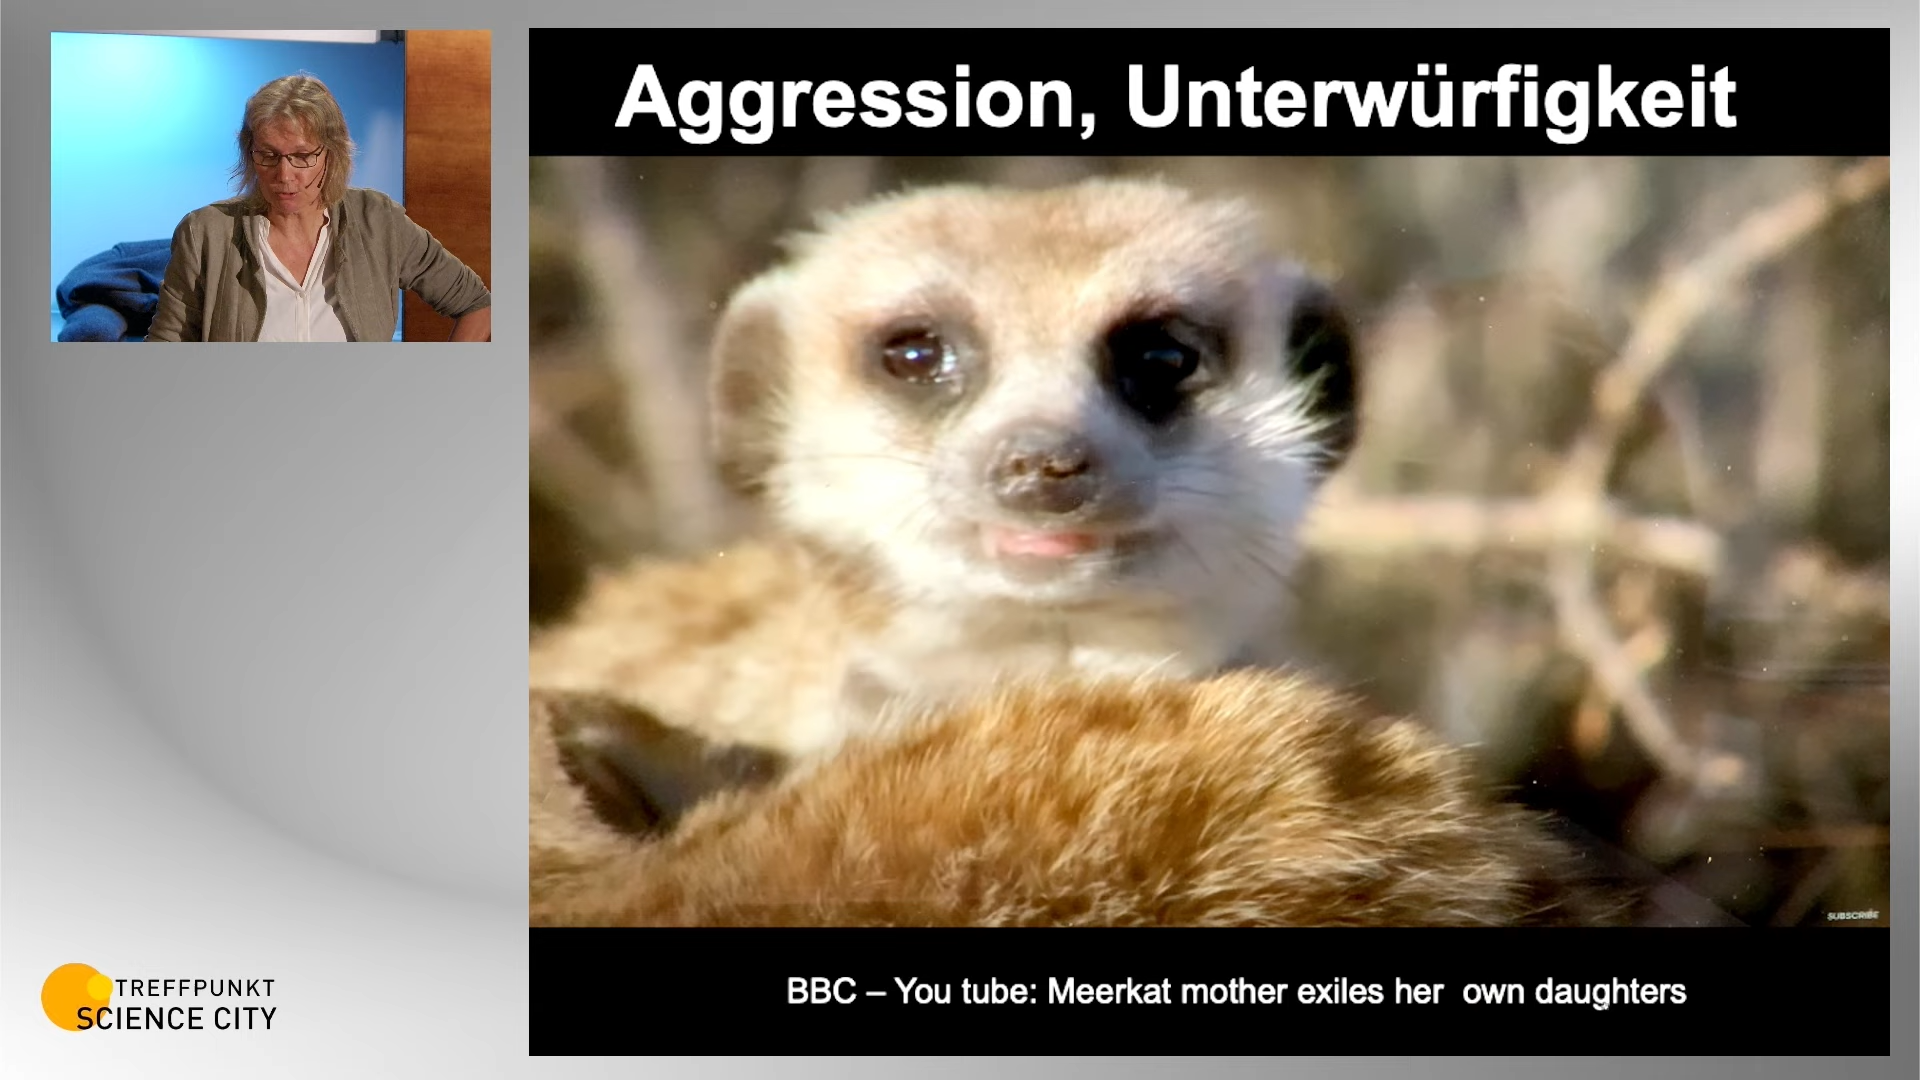 Aggression, Unterwürfigkeit
SUBSCRIBE
BBC – You tube: Meerkat mother exiles her  own daughters
TREFFPUNKT
SCIENCE CITY